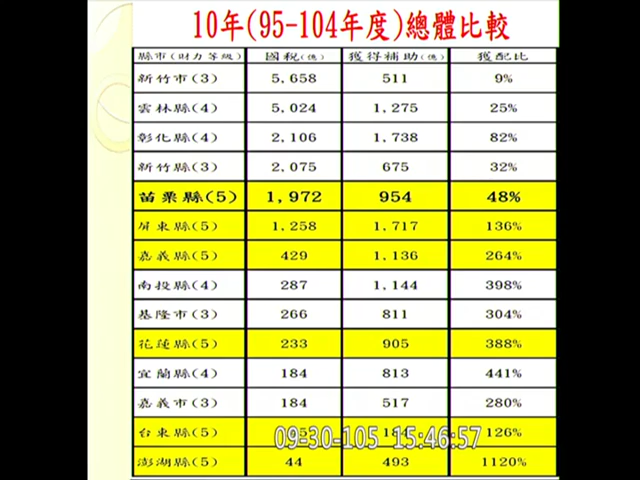 10年(95-104年度)總體比較
縣市(財力等級) 國稅(億) 獲得補助(億) 獲配比
新竹市(3) 5,658 511 9%
雲林縣(4) 5,024 1,275 25%
彰化縣(4) 2,106 1,738 82%
新竹縣(3) 2,075 675 32%
苗栗縣(5) 1,972 954 48%
屏東縣(5) 1,258 1,717 136%
嘉義縣(5) 429 1,136 264%
南投縣(4) 287 1,144 398%
基隆市(3) 266 811 304%
花蓮縣(5) 233 905 388%
宜蘭縣(4) 184 813 441%
嘉義市(3) 184 517 280%
台東縣(5) 126%
09-30-105 15:46:57
澎湖縣(5) 44 493 1120%